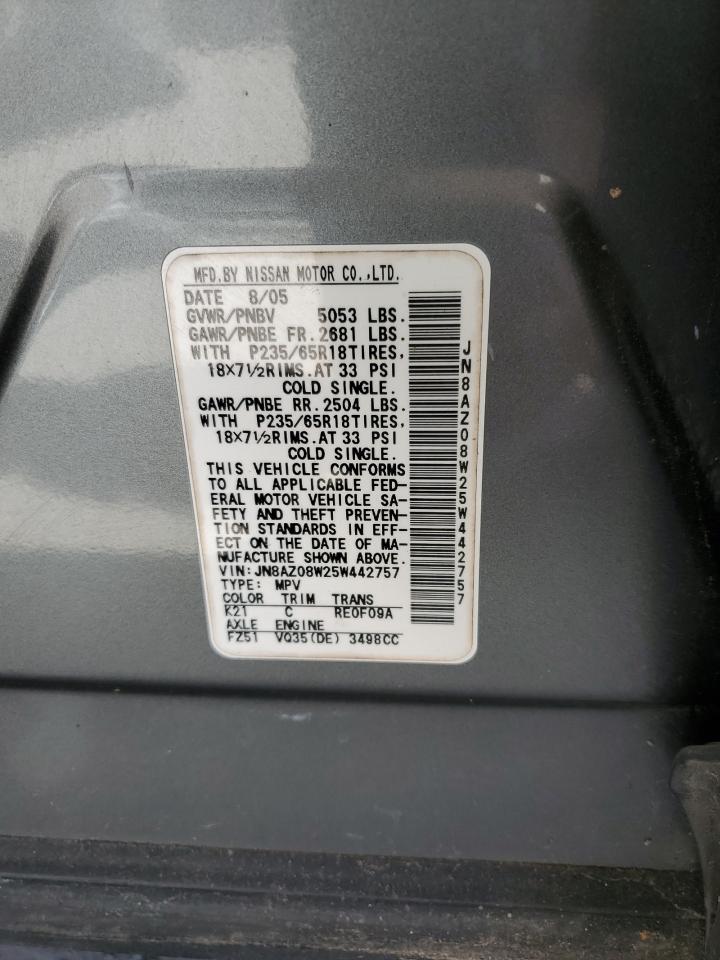 MFD.BY NISSAN MOTOR CO.,LTD.
DATE 8/05
GVWR/PNBV 5053 LBS.
GAWR/PNBE FR.2681 LBS.
WITH P235/65R18TIRES,
18X7½RIMS.AT 33 PSI
COLD SINGLE.
GAWR/PNBE RR.2504 LBS.
WITH P235/65R18TIRES,
18X7½RIMS.AT 33 PSI
COLD SINGLE.
THIS VEHICLE CONFORMS
TO ALL APPLICABLE FED-
ERAL MOTOR VEHICLE SA-
FETY AND THEFT PREVEN-
TION STANDARDS IN EFF-
ECT ON THE DATE OF MA-
NUFACTURE SHOWN ABOVE.
VIN:JN8AZ08W25W442757
TYPE: MPV
COLOR TRIM TRANS
K21 C RE0F09A
AXLE ENGINE
FZ51 VQ35(DE) 3498CC
JN8AZ08W25W442757